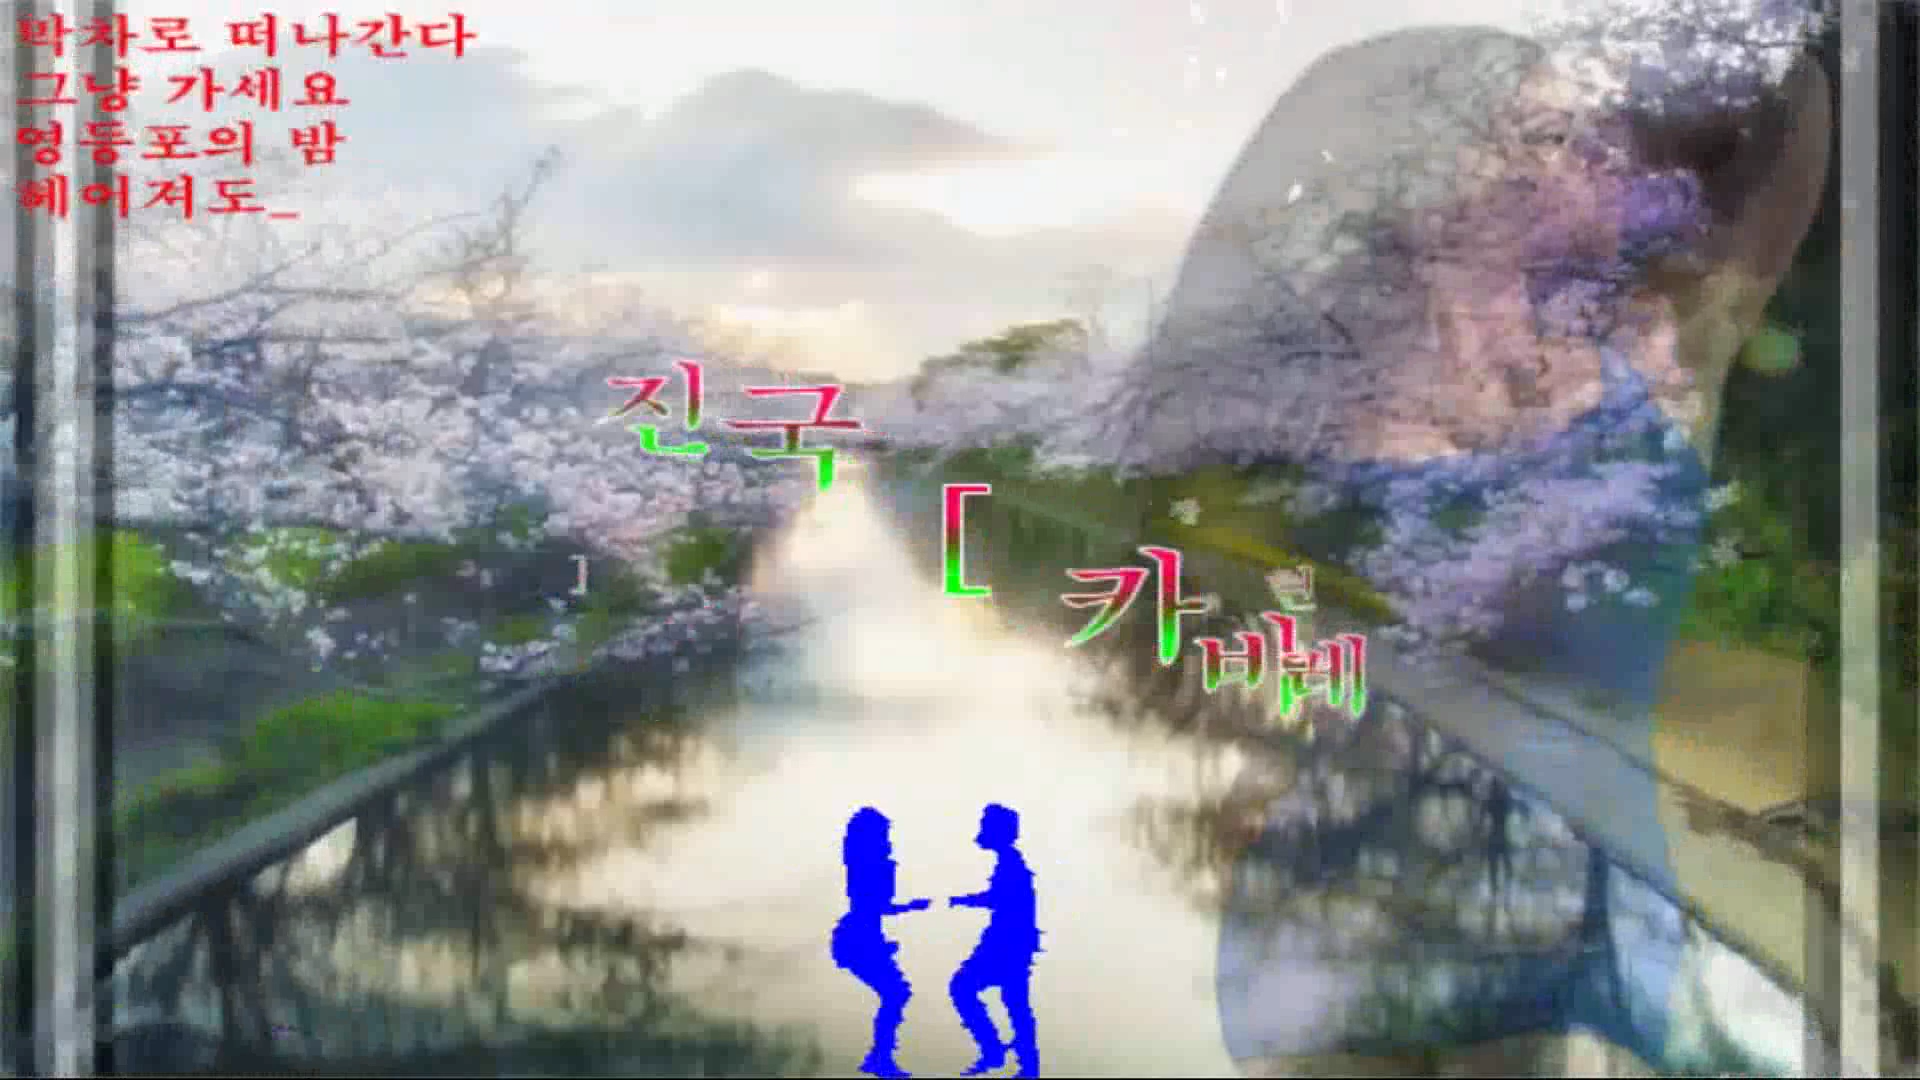 막차로 떠나간다
그냥 가세요
영등포의 밤
헤어져도_
진국
[
카바레